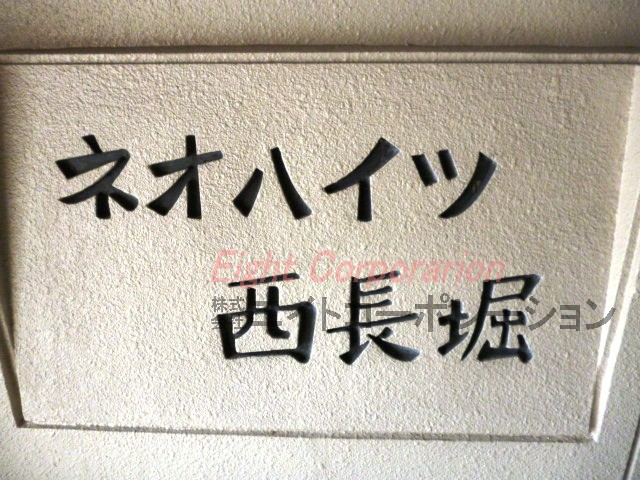 ネオハイツ
Eight Corporarion
株式会社エイトコーポレーション
西長堀